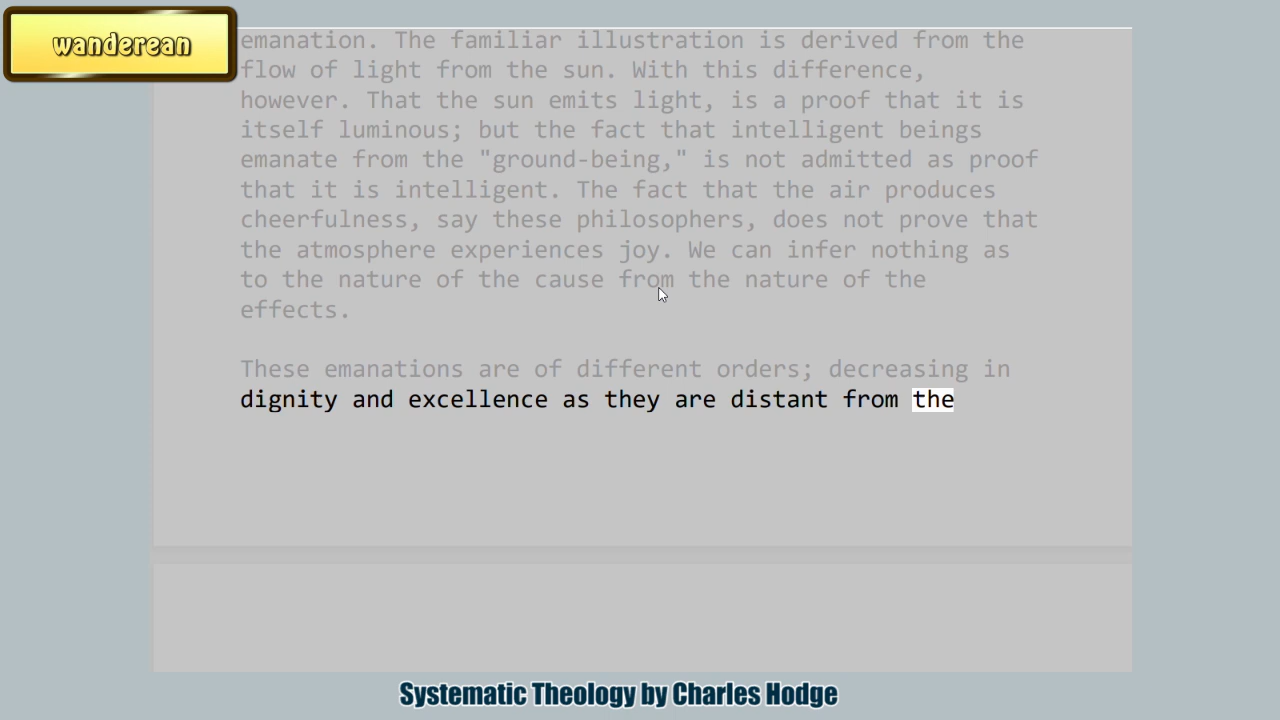 wanderean
emanation. The familiar illustration is derived from the
flow of light from the sun. With this difference,
however. That the sun emits light, is a proof that it is
itself luminous; but the fact that intelligent beings
emanate from the "ground-being," is not admitted as proof
that it is intelligent. The fact that the air produces
cheerfulness, say these philosophers, does not prove that
the atmosphere experiences joy. We can infer nothing as
to the nature of the cause from the nature of the
effects.
These emanations are of different orders; decreasing in
dignity and excellence as they are distant from the
Systematic Theology by Charles Hodge